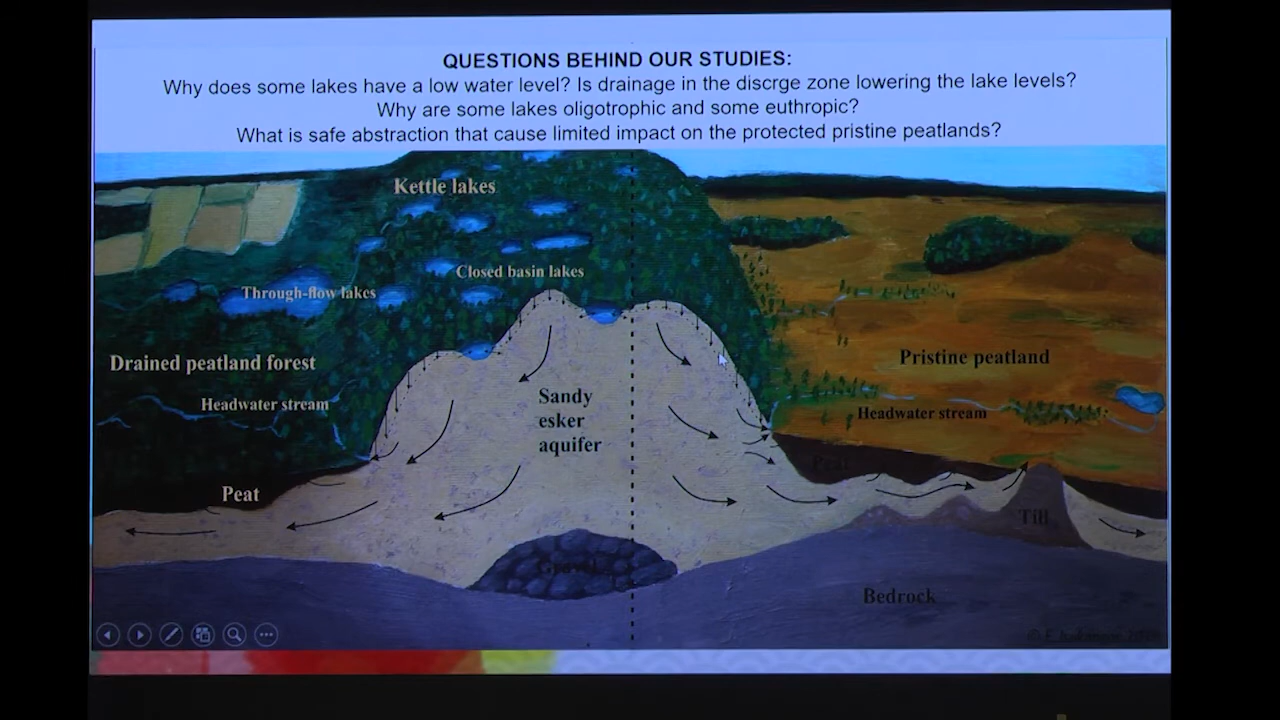 QUESTIONS BEHIND OUR STUDIES:
Why does some lakes have a low water level? Is drainage in the discrge zone lowering the lake levels?
Why are some lakes oligotrophic and some euthropic?
What is safe abstraction that cause limited impact on the protected pristine peatlands?
Kettle lakes
Closed basin lakes
Through-flow lakes
Drained peatland forest
Pristine peatland
Headwater stream
Sandy
esker
aquifer
Headwater stream
Peat
Peat
Till
Gravel
Bedrock